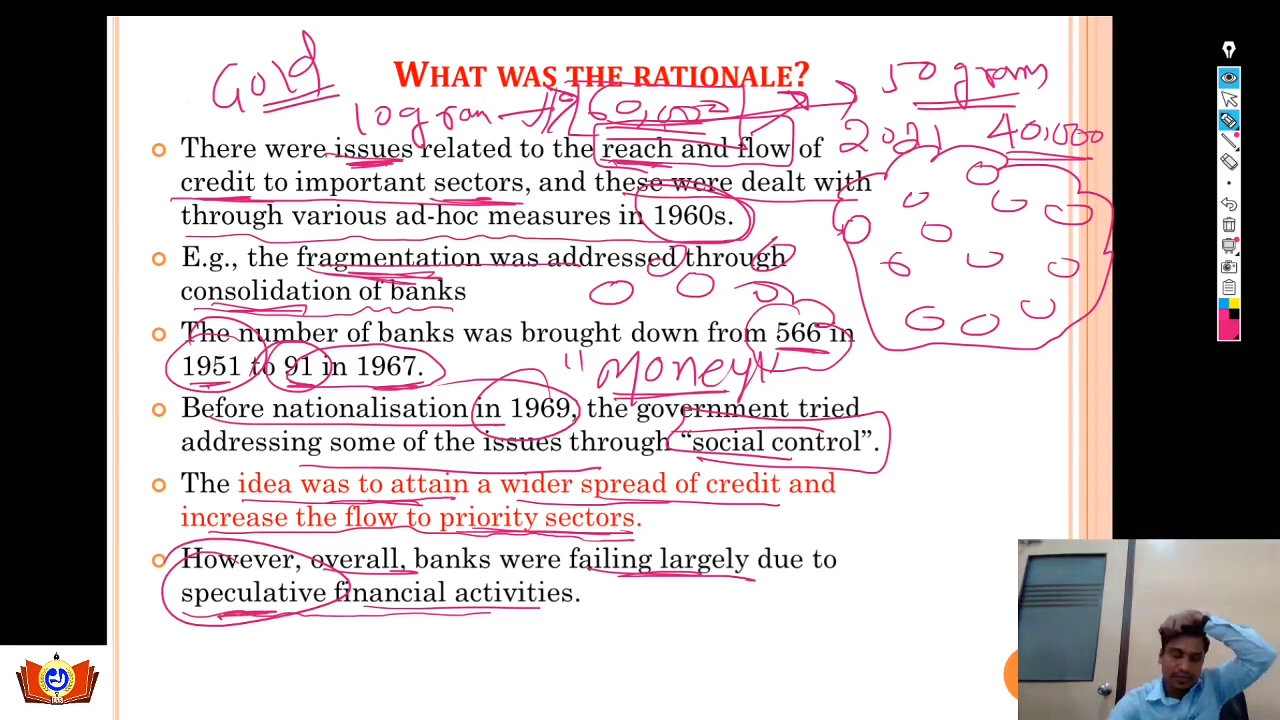 Gold
WHAT WAS THE RATIONALE?
50 gram
10 gram → 60,000
2021 40,000
There were issues related to the reach and flow of
credit to important sectors, and these were dealt with
through various ad-hoc measures in 1960s.
E.g., the fragmentation was addressed through
consolidation of banks
The number of banks was brought down from 566 in
1951 to 91 in 1967.
"money"
Before nationalisation in 1969, the government tried
addressing some of the issues through “social control”.
The idea was to attain a wider spread of credit and
increase the flow to priority sectors.
However, overall, banks were failing largely due to
speculative financial activities.